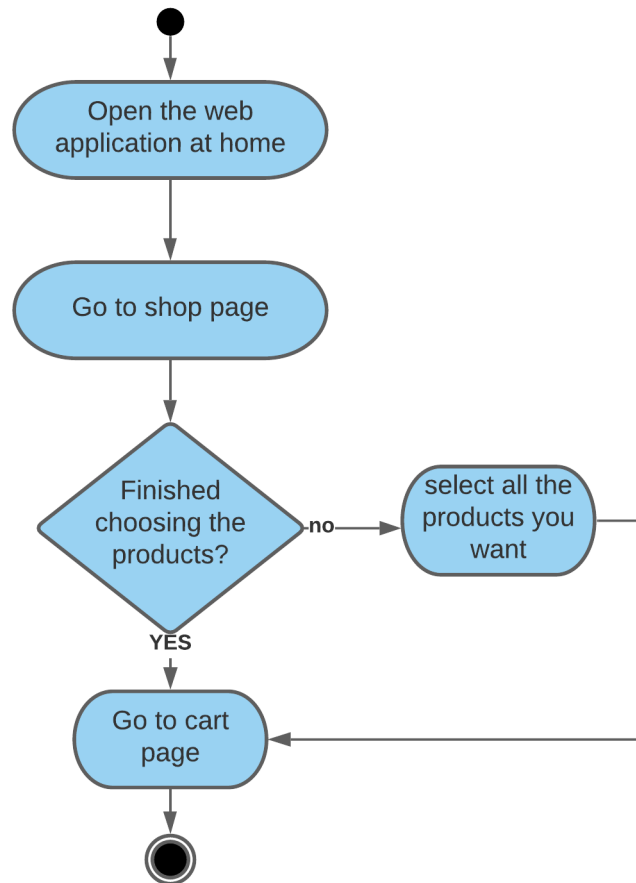 Open the web
application at home
Go to shop page
Finished
choosing the
products?
no
select all the
products you
want
YES
Go to cart
page